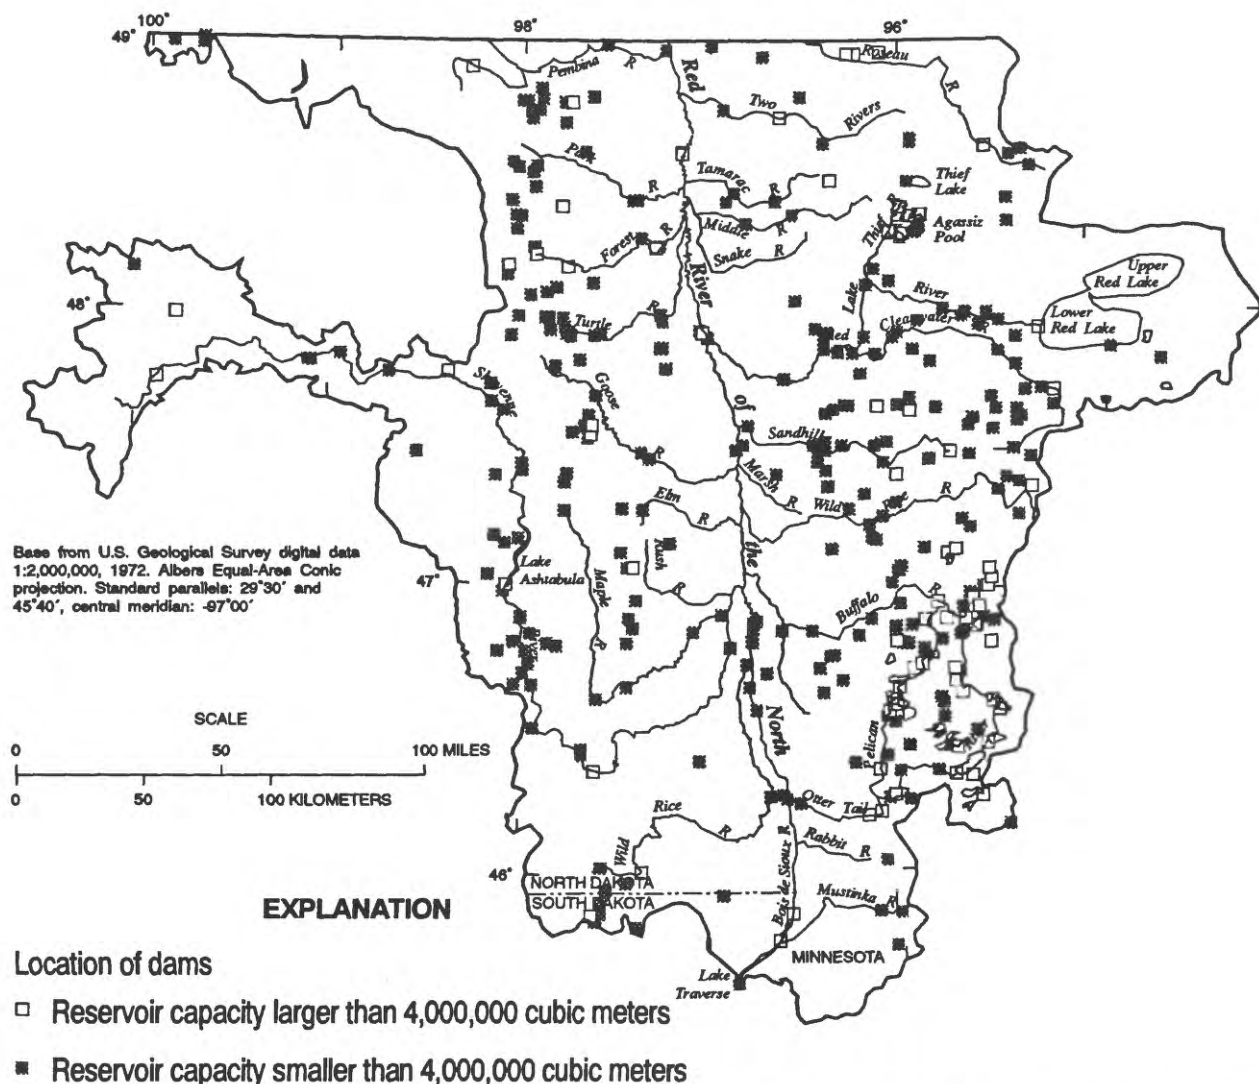 100°
98°
96°
49°
Pembina R
Red
Roseau
R
Two
Rivers
Park
R
Tamarac
R
Thief
Lake
Thief R
Agassiz
Pool
Middle
R
Forest
R
Snake R
River
Upper
Red Lake
48°
Lake
River
Lower
Red Lake
Turtle R
Red
Clearwater
Sheyenne
Goose
of
Sandhill
Marsh
R
Elm
R
Wild Rice R
Rush
R
the
Base from U.S. Geological Survey digital data
1:2,000,000, 1972. Albers Equal-Area Conic
projection. Standard parallels: 29°30' and
45°40', central meridian: -97°00'
Lake
Ashtabula
47°
Maple
R
Buffalo
R
River
SCALE
0 50 100 MILES
0 50 100 KILOMETERS
North
Pelican
Otter Tail
Rice
R
Wild
Rabbit R
Bois de Sioux R
46°
NORTH DAKOTA
SOUTH DAKOTA
Mustinka R
MINNESOTA
Lake
Traverse
EXPLANATION
Location of dams
Reservoir capacity larger than 4,000,000 cubic meters
Reservoir capacity smaller than 4,000,000 cubic meters